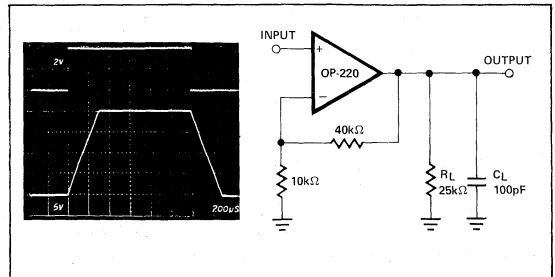 2V
5V
200µS
INPUT
+
OP-220
−
OUTPUT
40kΩ
10kΩ
RL
25kΩ
CL
100pF